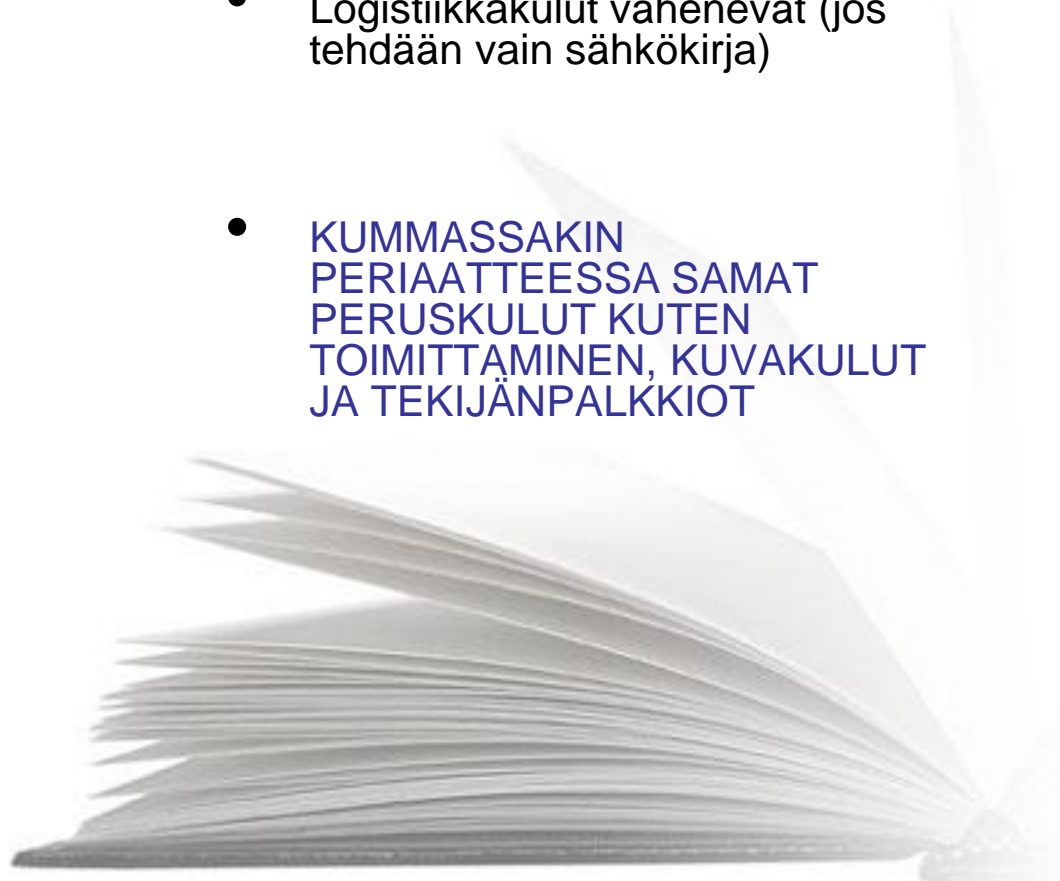 • Logistiikkakulut vähenevät (jos
tehdään vain sähkökirja)
• KUMMASSAKIN
PERIAATTEESSA SAMAT
PERUSKULUT KUTEN
TOIMITTAMINEN, KUVAKULUT
JA TEKIJÄNPALKKIOT